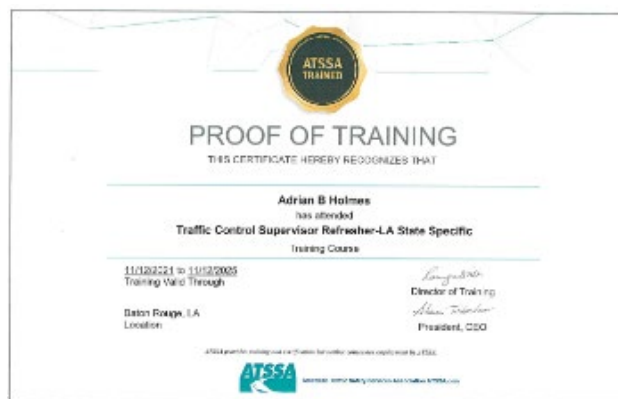 ATSSA
TRAINED
PROOF OF TRAINING
THIS CERTIFICATE HEREBY RECOGNIZES THAT
Adrian B Holmes
has attended
Traffic Control Supervisor Refresher-LA State Specific
Training Course
11/12/2021 to 11/12/2025
Training Valid Through
Director of Training
Baton Rouge, LA
Location
President, CEO
ATSSA